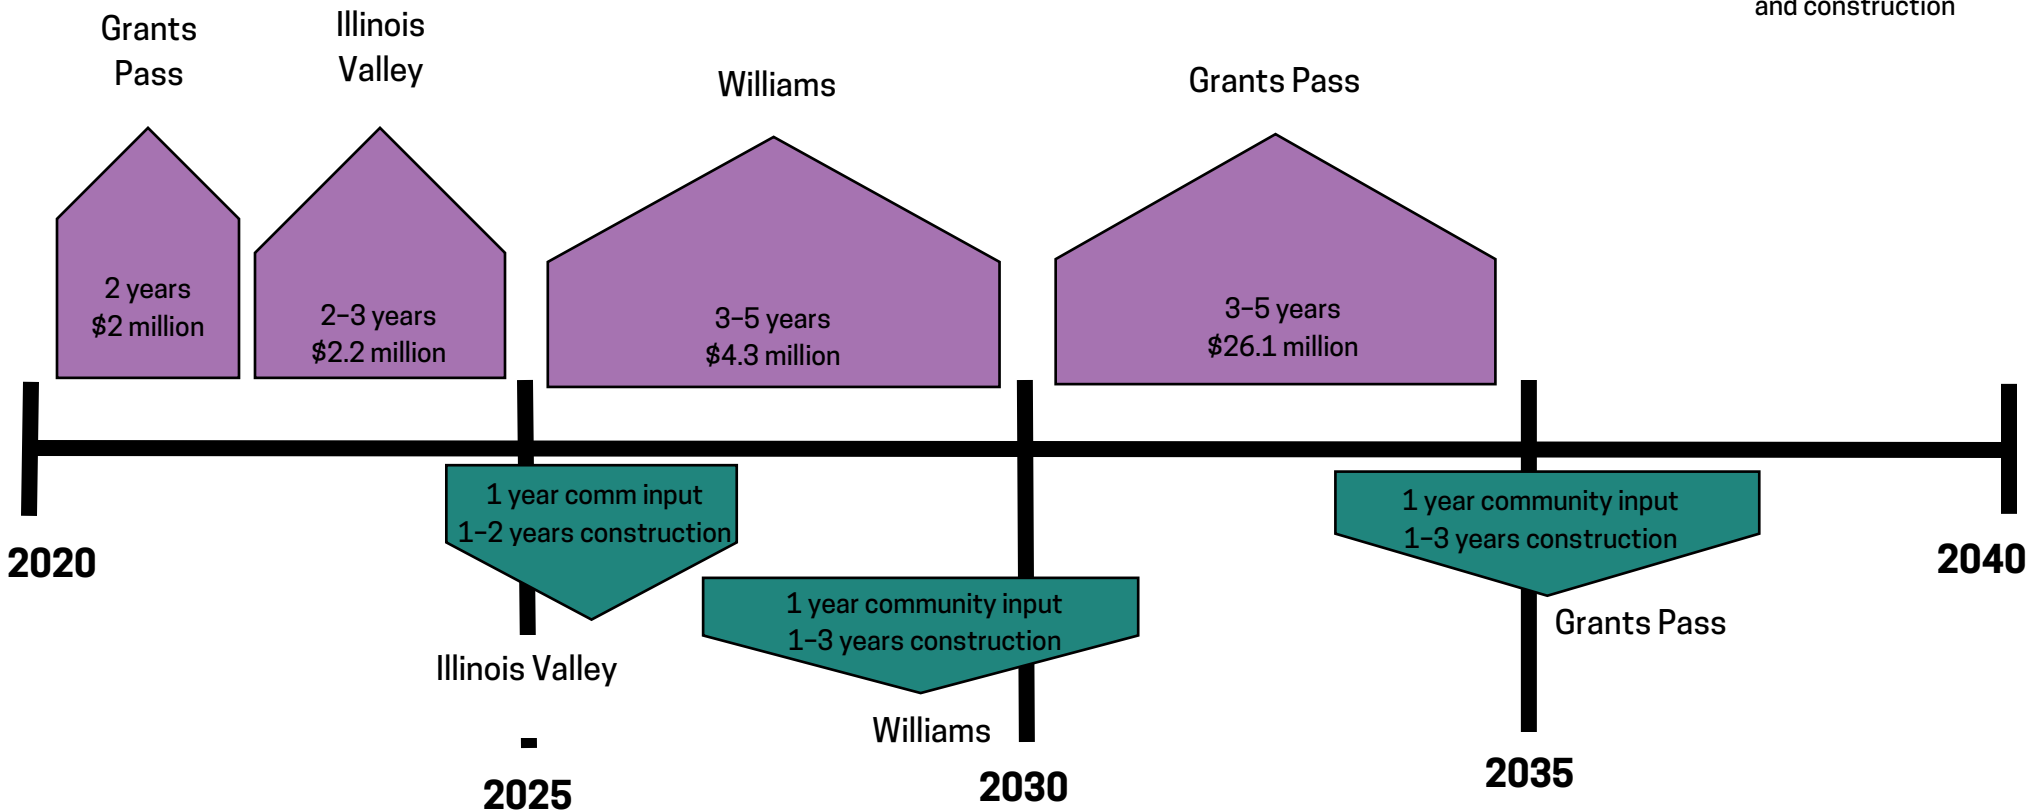 and construction
Grants
Pass
Illinois
Valley
Williams
Grants Pass
2 years
$2 million
2–3 years
$2.2 million
3–5 years
$4.3 million
3–5 years
$26.1 million
1 year comm input
1–2 years construction
1 year community input
1–3 years construction
1 year community input
1–3 years construction
2020
2040
Illinois Valley
Williams
Grants Pass
2025
2030
2035